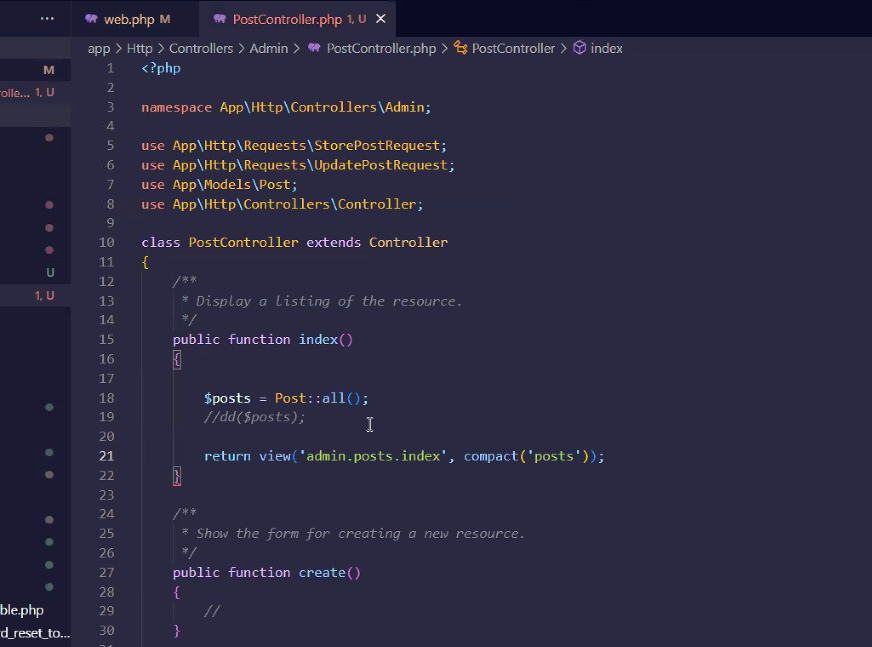 ... web.php M PostController.php 1, U ×
app > Http > Controllers > Admin > PostController.php > PostController > index
M
olle... 1, U
U
1, U
ble.php
rd_reset_to...
1 <?php
2
3 namespace App\Http\Controllers\Admin;
4
5 use App\Http\Requests\StorePostRequest;
6 use App\Http\Requests\UpdatePostRequest;
7 use App\Models\Post;
8 use App\Http\Controllers\Controller;
9
10 class PostController extends Controller
11 {
12 /**
13 * Display a listing of the resource.
14 */
15 public function index()
16 {
17
18 $posts = Post::all();
19 //dd($posts);
20
21 return view('admin.posts.index', compact('posts'));
22 }
23
24 /**
25 * Show the form for creating a new resource.
26 */
27 public function create()
28 {
29 //
30 }